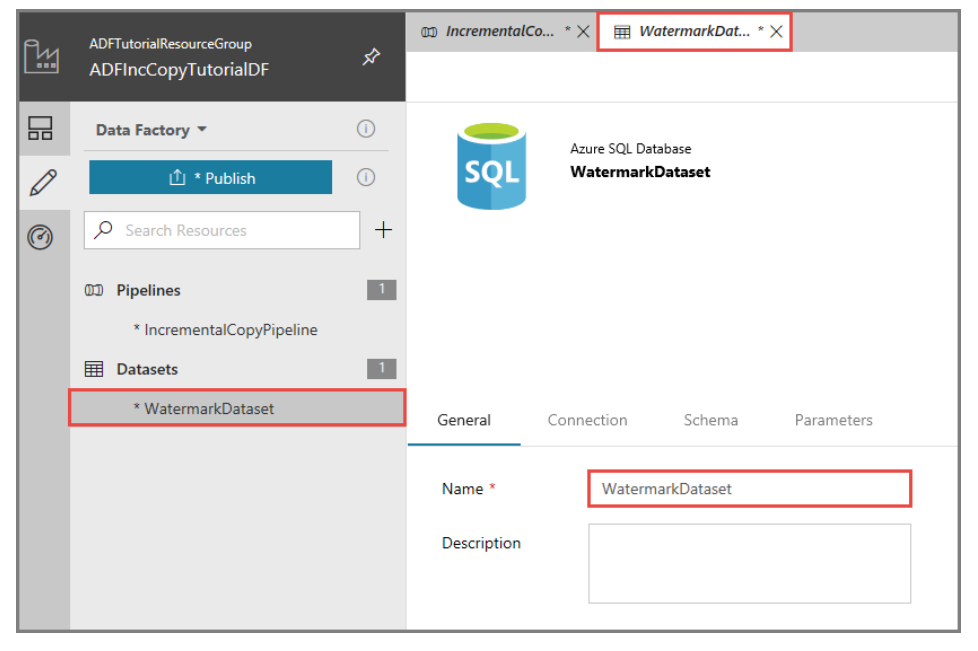 ADFTutorialResourceGroup
ADFIncCopyTutorialDF
IncrementalCo... *
WatermarkDat... *
Data Factory
* Publish
Search Resources
Pipelines 1
* IncrementalCopyPipeline
Datasets 1
* WatermarkDataset
SQL
Azure SQL Database
WatermarkDataset
General Connection Schema Parameters
Name * WatermarkDataset
Description